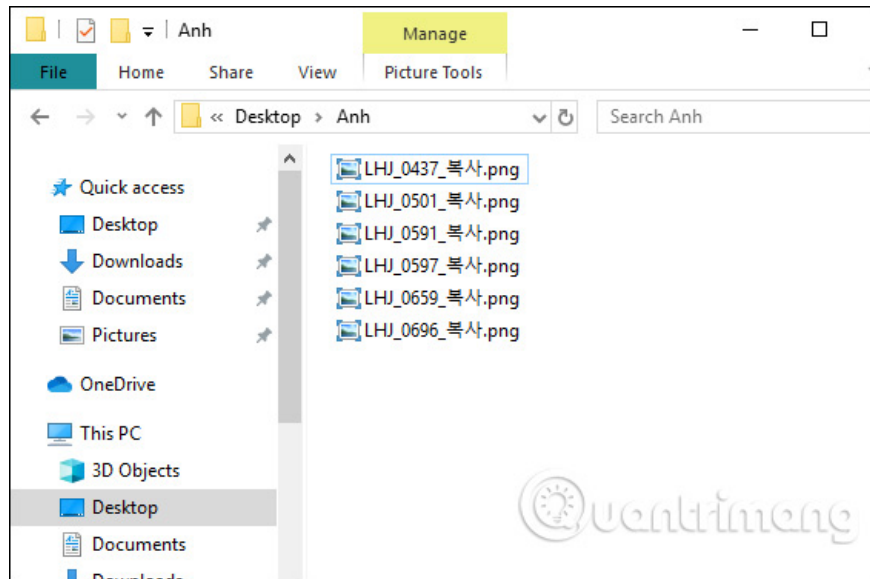 Anh
Manage
File Home Share View Picture Tools
« Desktop > Anh
Search Anh
Quick access
Desktop
Downloads
Documents
Pictures
OneDrive
This PC
3D Objects
Desktop
Documents
Downloads
LHJ_0437_복사.png
LHJ_0501_복사.png
LHJ_0591_복사.png
LHJ_0597_복사.png
LHJ_0659_복사.png
LHJ_0696_복사.png
Quantrimang